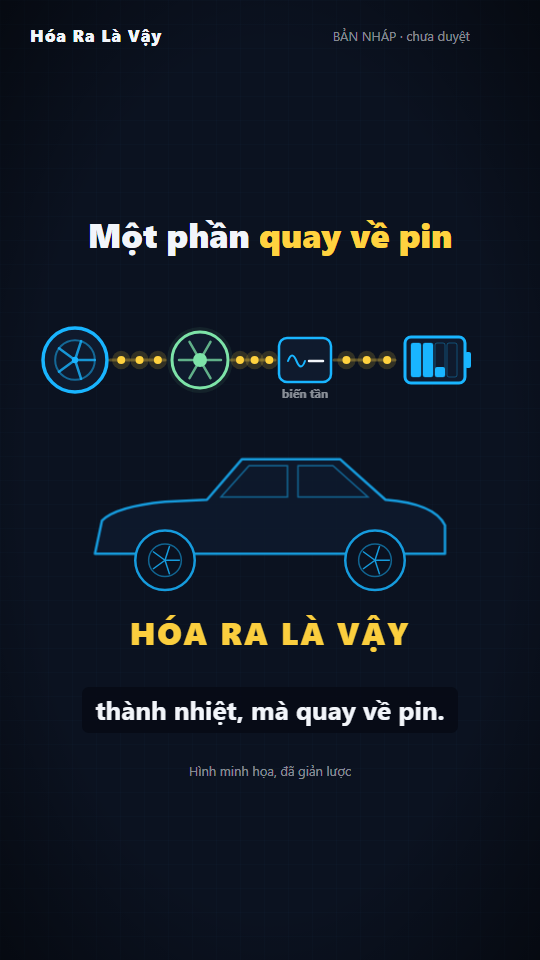 Hóa Ra Là Vậy
BẢN NHÁP · chưa duyệt
Một phần quay về pin
biến tần
HÓA RA LÀ VẬY
thành nhiệt, mà quay về pin.
Hình minh họa, đã giản lược